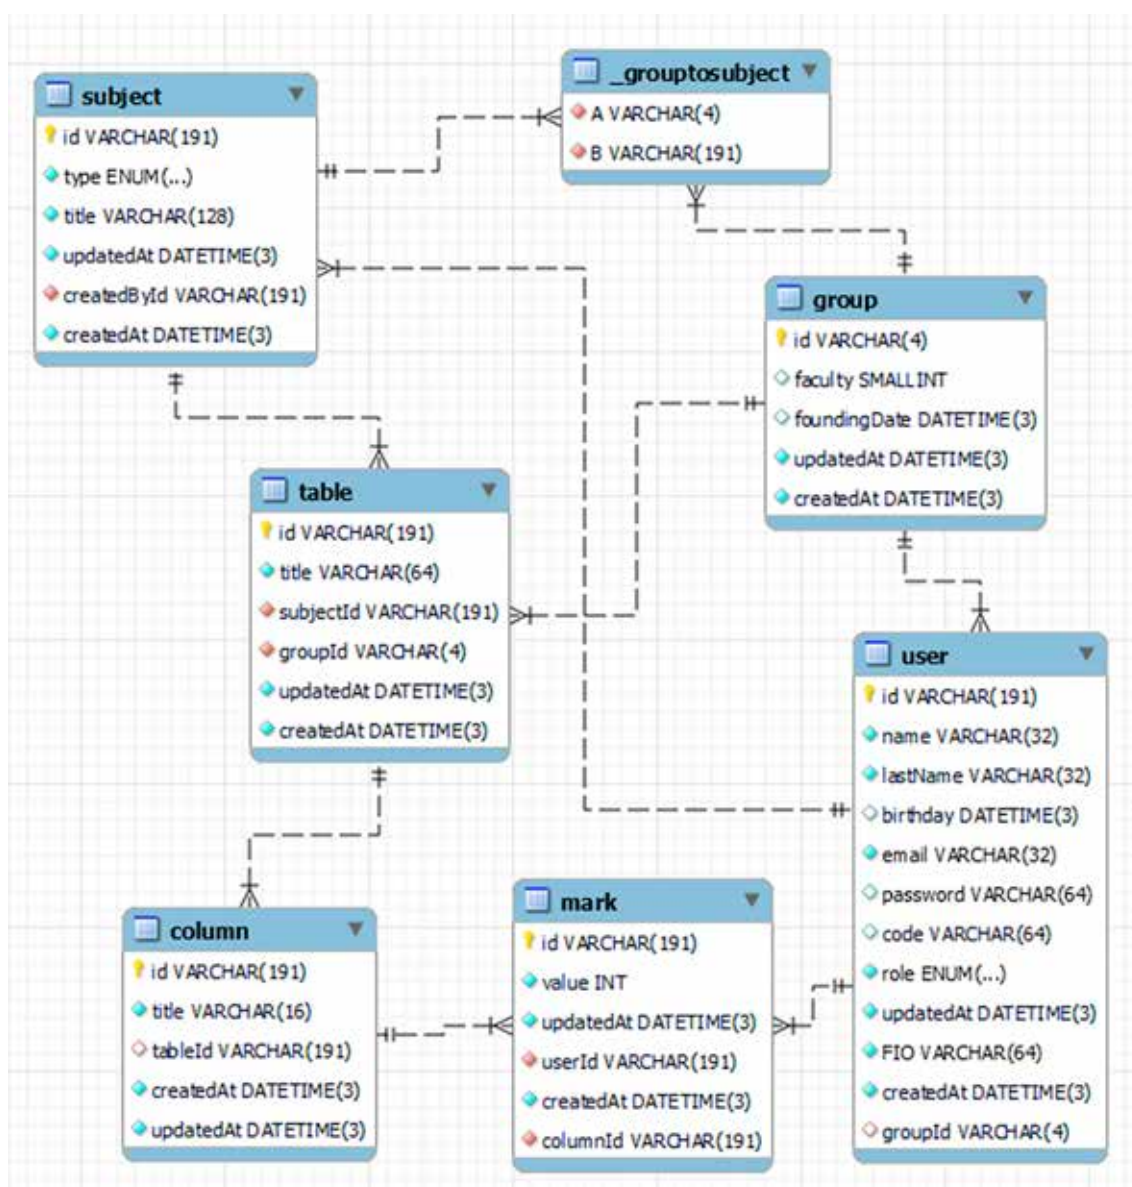 subject
id VARCHAR(191)
type ENUM(...)
title VARCHAR(128)
updatedAt DATETIME(3)
createdById VARCHAR(191)
createdAt DATETIME(3)
_grouptosubject
A VARCHAR(4)
B VARCHAR(191)
group
id VARCHAR(4)
faculty SMALLINT
foundingDate DATETIME(3)
updatedAt DATETIME(3)
createdAt DATETIME(3)
table
id VARCHAR(191)
title VARCHAR(64)
subjectId VARCHAR(191)
groupId VARCHAR(4)
updatedAt DATETIME(3)
createdAt DATETIME(3)
user
id VARCHAR(191)
name VARCHAR(32)
lastName VARCHAR(32)
birthday DATETIME(3)
email VARCHAR(32)
password VARCHAR(64)
code VARCHAR(64)
role ENUM(...)
updatedAt DATETIME(3)
FIO VARCHAR(64)
createdAt DATETIME(3)
groupId VARCHAR(4)
column
id VARCHAR(191)
title VARCHAR(16)
tableId VARCHAR(191)
createdAt DATETIME(3)
updatedAt DATETIME(3)
mark
id VARCHAR(191)
value INT
updatedAt DATETIME(3)
userId VARCHAR(191)
createdAt DATETIME(3)
columnId VARCHAR(191)